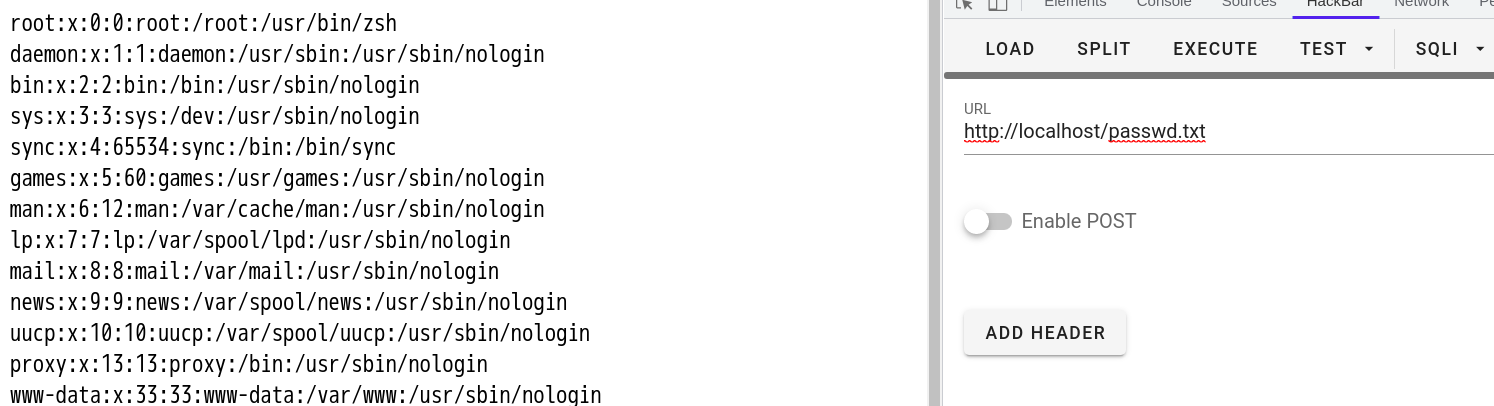 root:x:0:0:root:/root:/usr/bin/zsh
daemon:x:1:1:daemon:/usr/sbin:/usr/sbin/nologin
bin:x:2:2:bin:/bin:/usr/sbin/nologin
sys:x:3:3:sys:/dev:/usr/sbin/nologin
sync:x:4:65534:sync:/bin:/bin/sync
games:x:5:60:games:/usr/games:/usr/sbin/nologin
man:x:6:12:man:/var/cache/man:/usr/sbin/nologin
lp:x:7:7:lp:/var/spool/lpd:/usr/sbin/nologin
mail:x:8:8:mail:/var/mail:/usr/sbin/nologin
news:x:9:9:news:/var/spool/news:/usr/sbin/nologin
uucp:x:10:10:uucp:/var/spool/uucp:/usr/sbin/nologin
proxy:x:13:13:proxy:/bin:/usr/sbin/nologin
www-data:x:33:33:www-data:/var/www:/usr/sbin/nologin
Elements Console Sources HackBar Network
LOAD SPLIT EXECUTE TEST SQLI
URL
http://localhost/passwd.txt
Enable POST
ADD HEADER